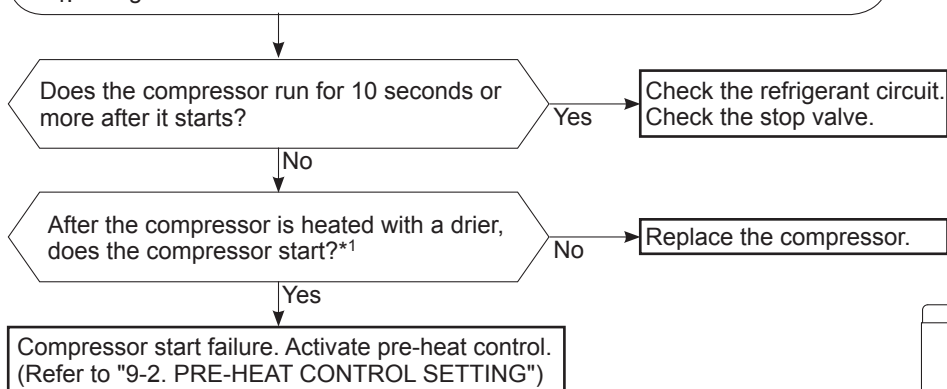 Does the compressor run for 10 seconds or
more after it starts?
Yes
Check the refrigerant circuit.
Check the stop valve.
No
After the compressor is heated with a drier,
does the compressor start?*1
No
Replace the compressor.
Yes
Compressor start failure. Activate pre-heat control.
(Refer to "9-2. PRE-HEAT CONTROL SETTING")